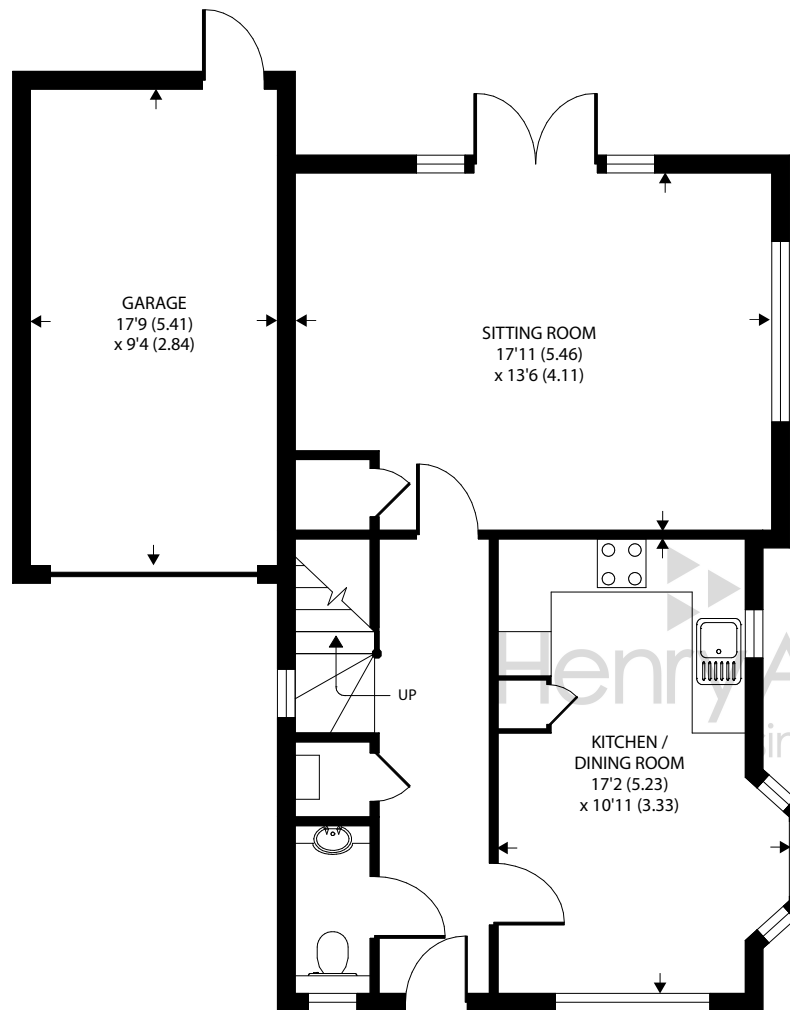 GARAGE
17'9 (5.41)
x 9'4 (2.84)
SITTING ROOM
17'11 (5.46)
x 13'6 (4.11)
UP
Henry A
KITCHEN /
DINING ROOM
17'2 (5.23)
x 10'11 (3.33)